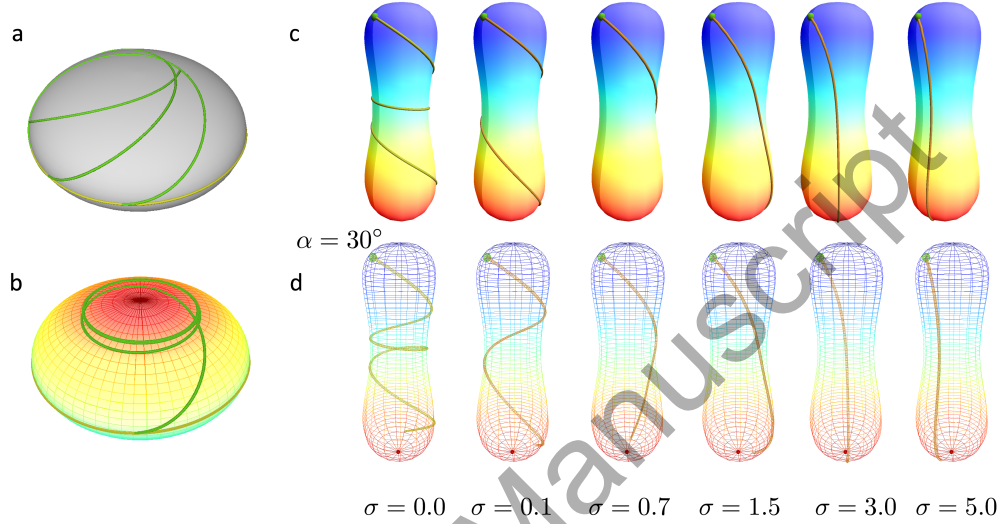 a
c
α = 30°
b
d
σ = 0.0 σ = 0.1 σ = 0.7 σ = 1.5 σ = 3.0 σ = 5.0
Manuscript